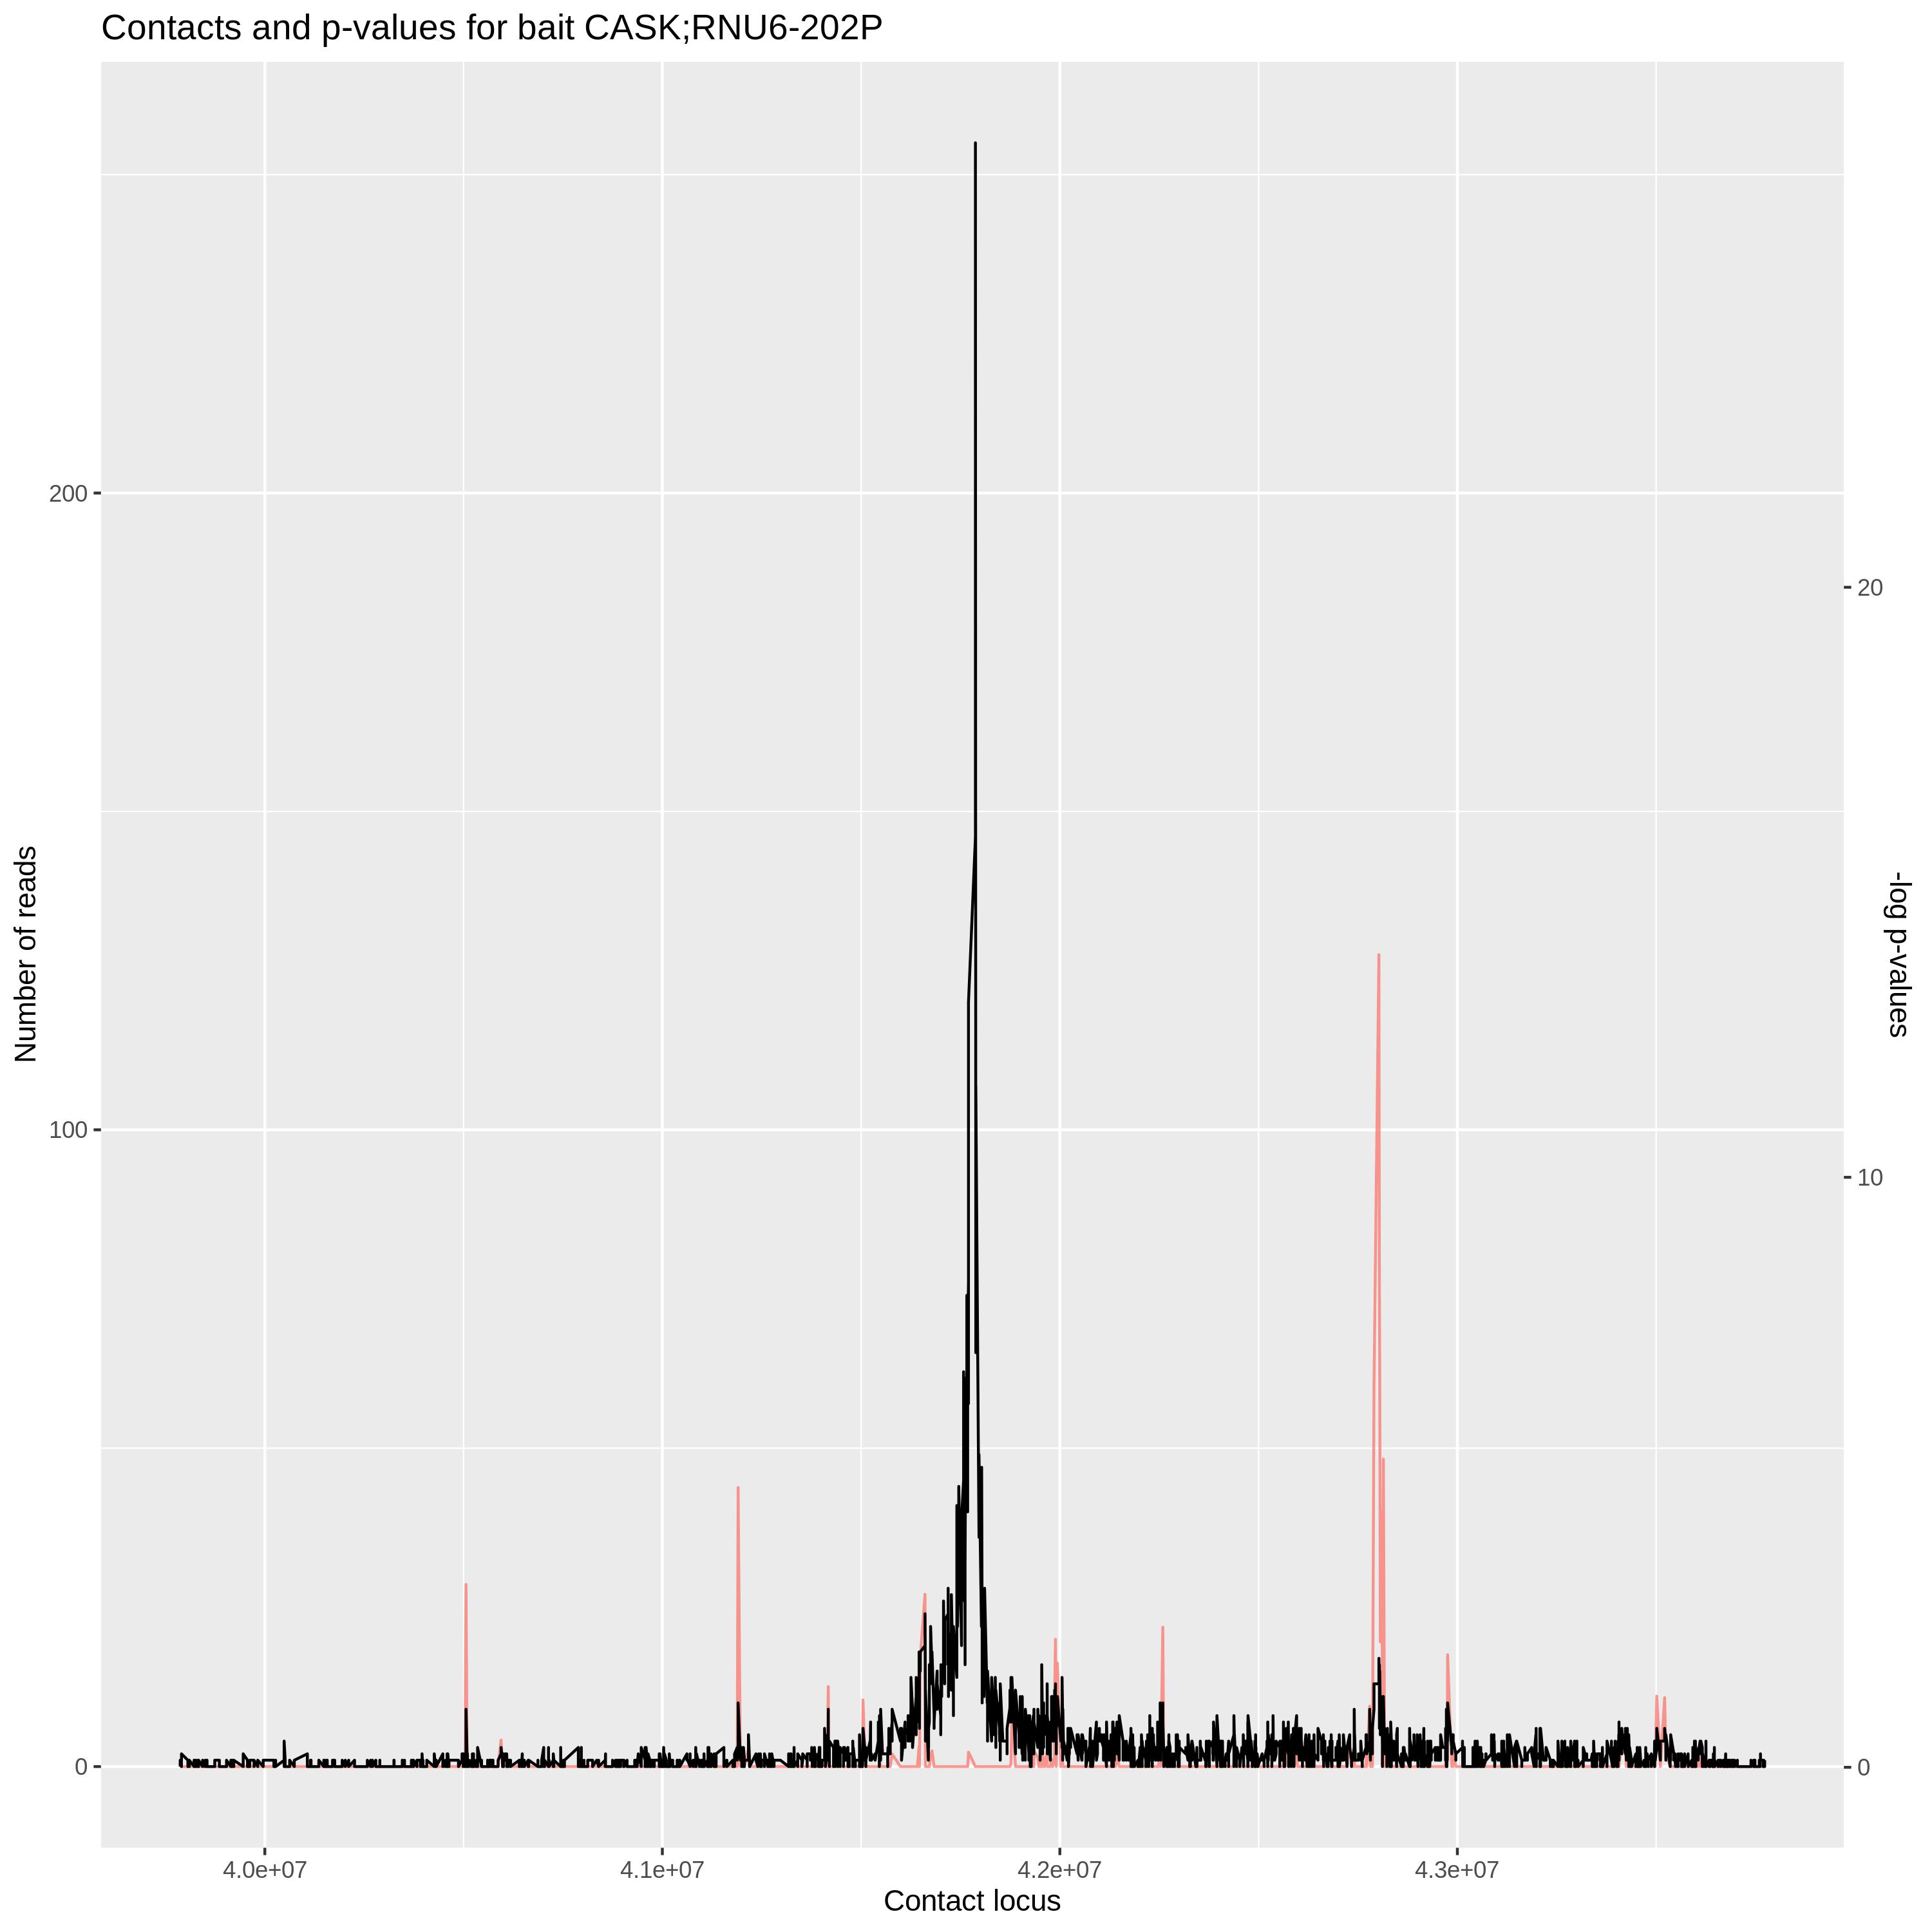 Contacts and p-values for bait CASK;RNU6-202P
Number of reads
200
100
0
-log p-values
20
10
0
4.0e+07 4.1e+07 4.2e+07 4.3e+07
Contact locus